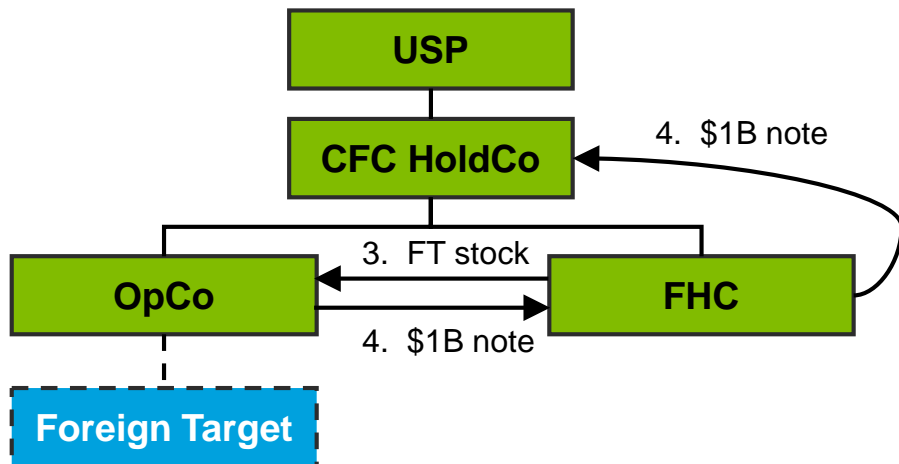 USP
4. $1B note
CFC HoldCo
3. FT stock
OpCo
FHC
4. $1B note
Foreign Target